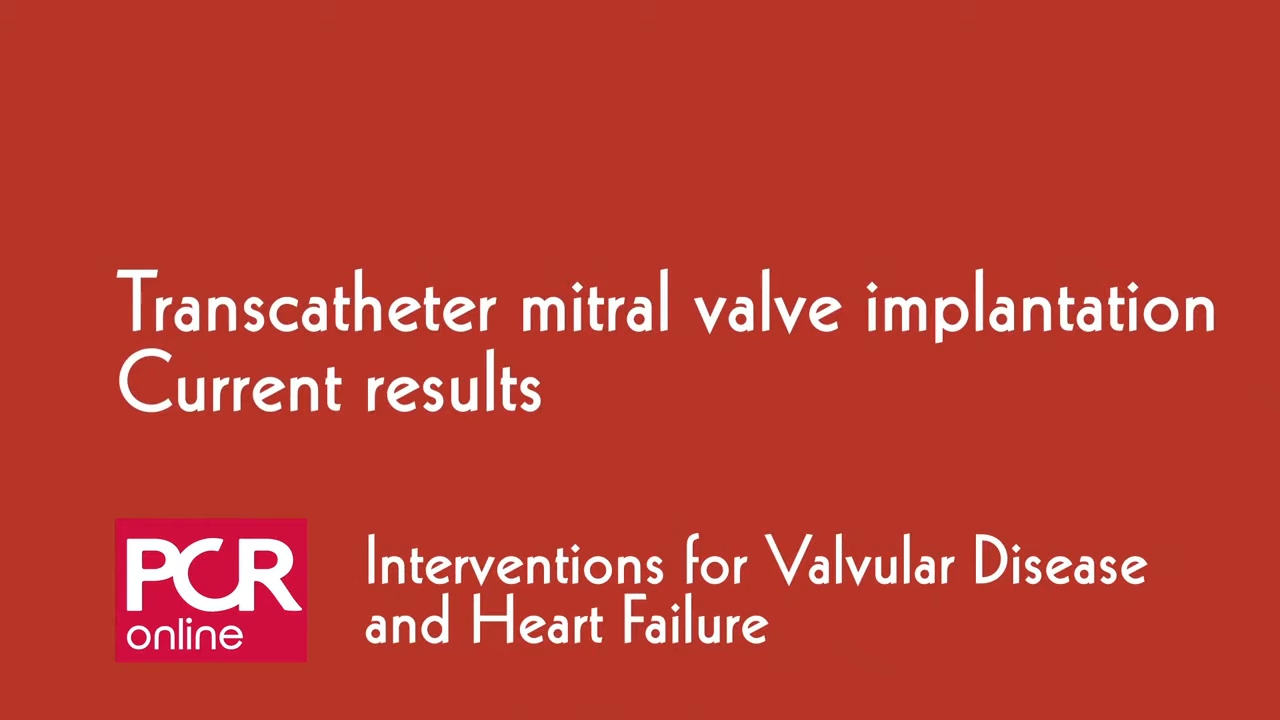 Transcatheter mitral valve implantation
Current results
PCR
online
Interventions for Valvular Disease
and Heart Failure